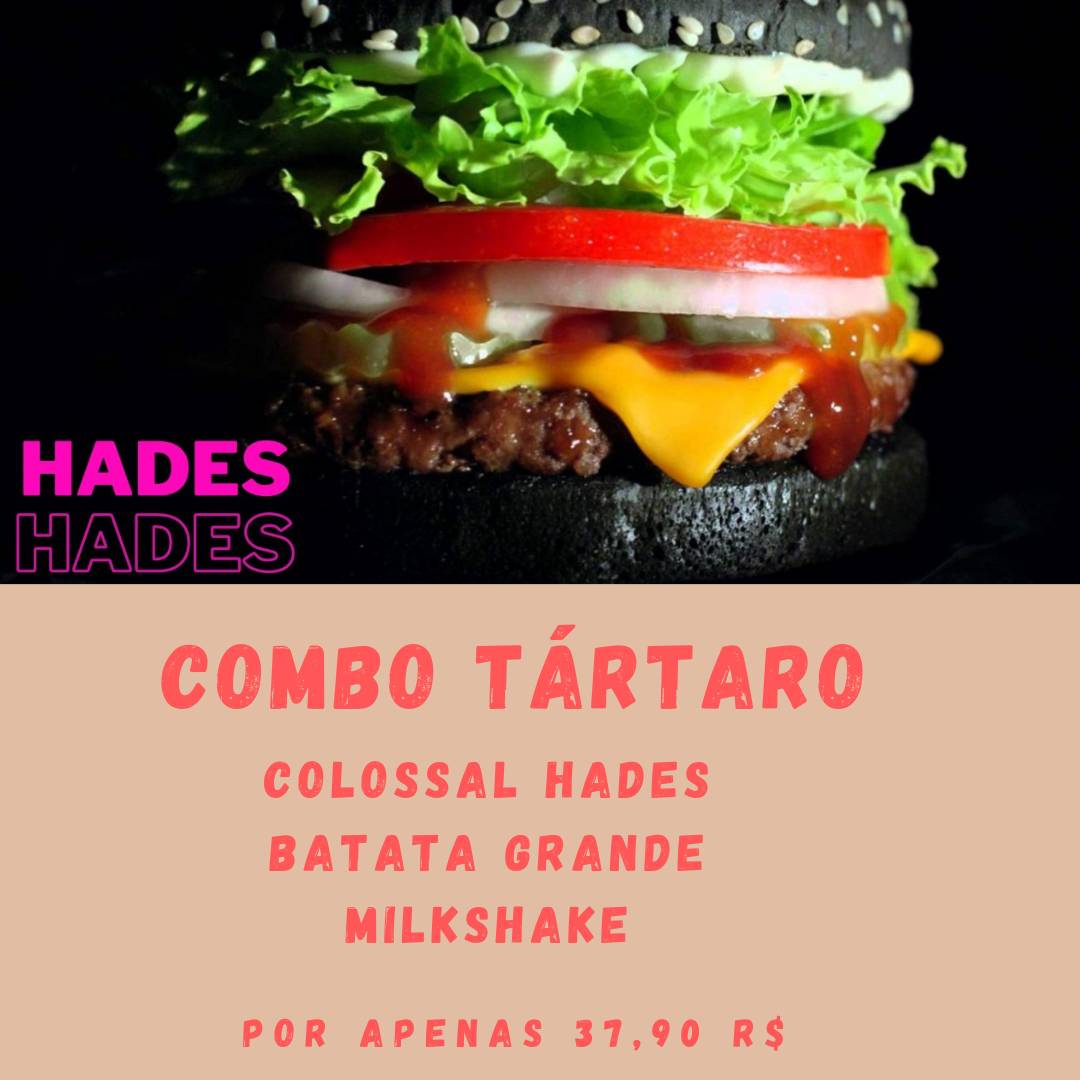 HADES
HADES
COMBO TÁRTARO
COLOSSAL HADES
BATATA GRANDE
MILKSHAKE
POR APENAS 37,90 R$